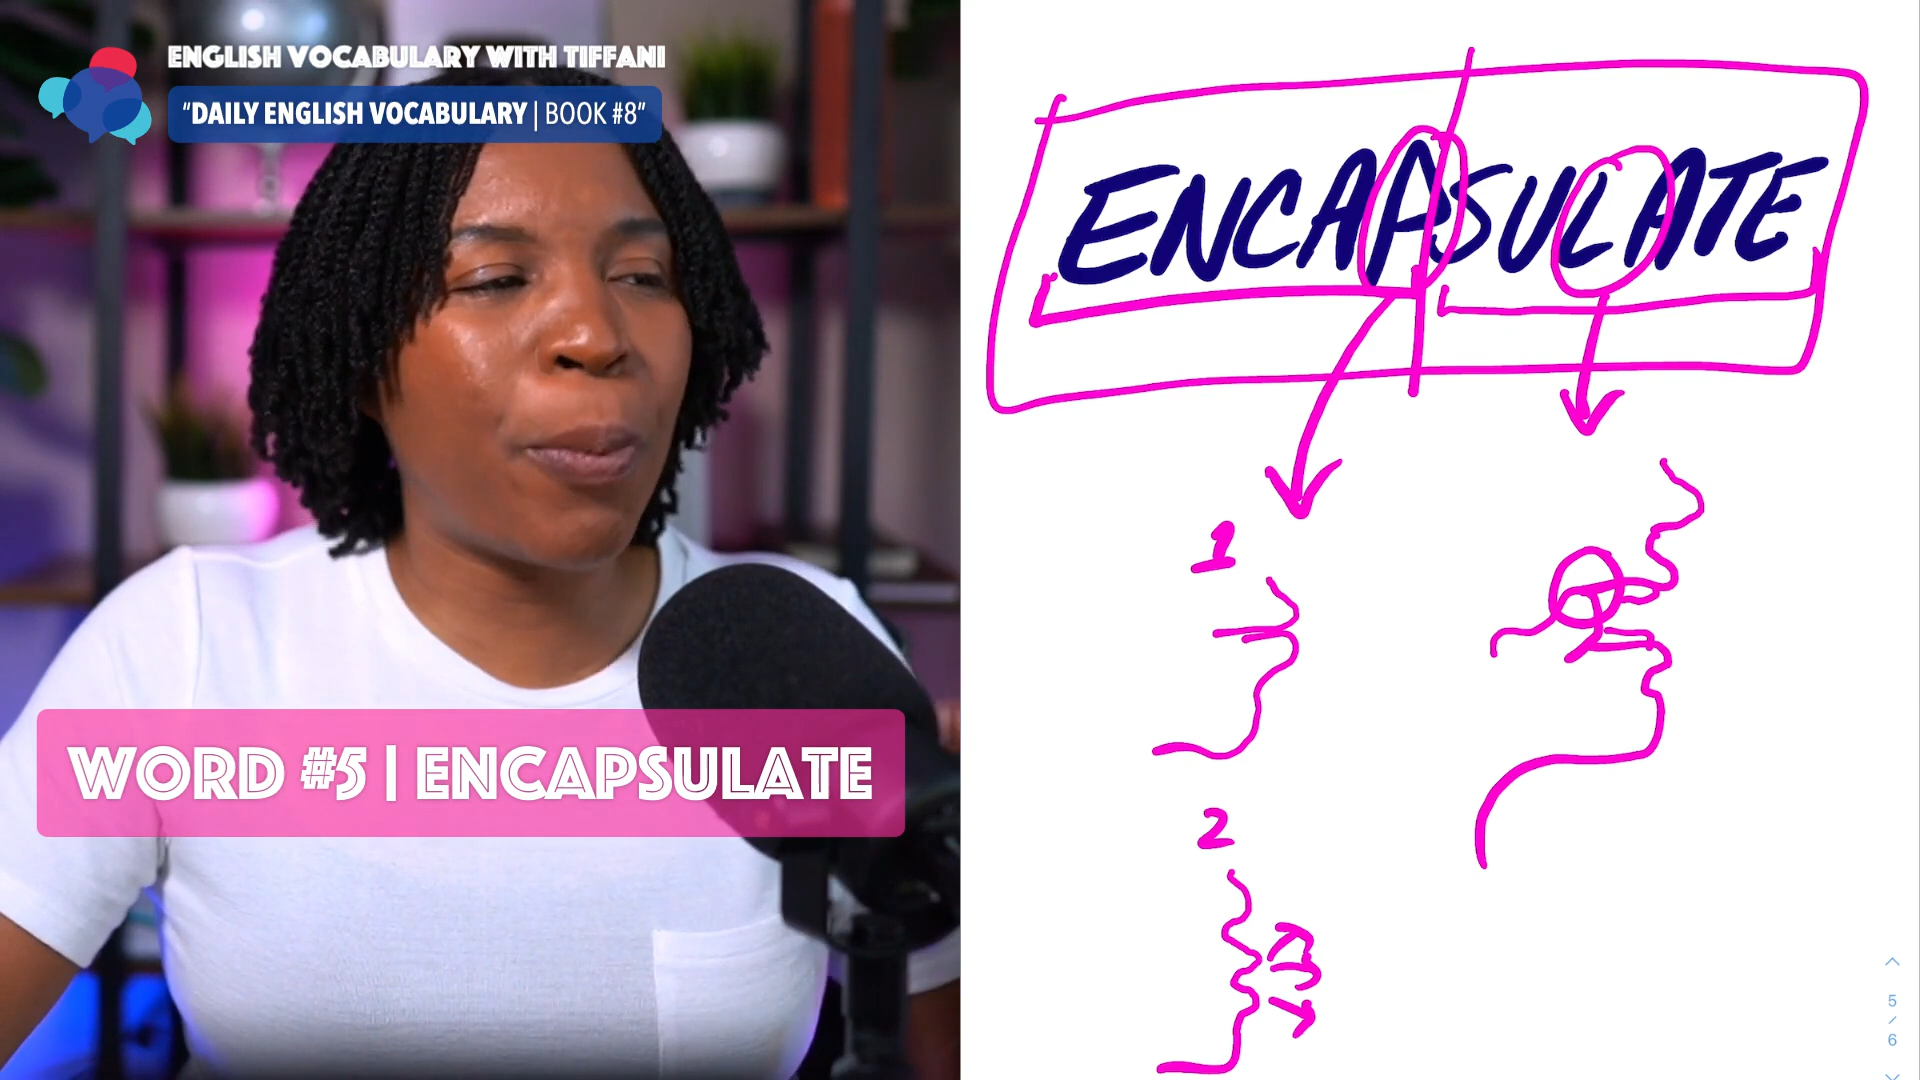 ENGLISH VOCABULARY WITH TIFFANI
"DAILY ENGLISH VOCABULARY | BOOK #8"
ENCAPSULATE
1
WORD #5 | ENCAPSULATE
2
5
/
6